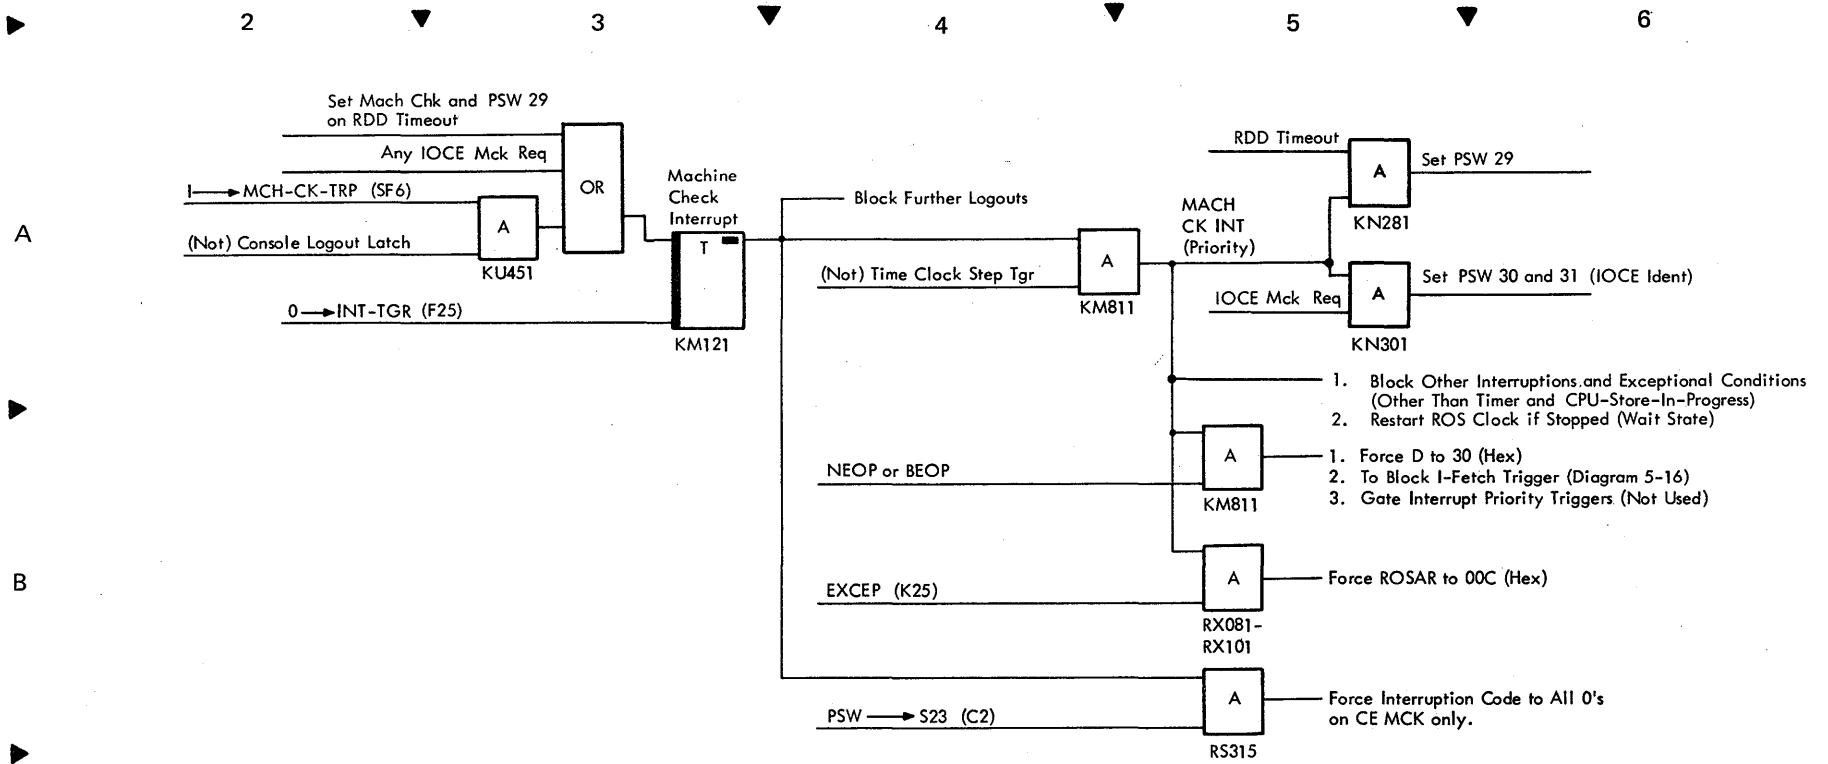 2 3 4 5 6
Set Mach Chk and PSW 29
on RDD Timeout
Any IOCE Mck Req
I→MCH-CK-TRP (SF6)
(Not) Console Logout Latch
A
KU451
OR
0→INT-TGR (F25)
Machine
Check
Interrupt
T
KM121
A
Block Further Logouts
(Not) Time Clock Step Tgr
A
KM811
MACH
CK INT
(Priority)
RDD Timeout
A
Set PSW 29
KN281
IOCE Mck Req
A
Set PSW 30 and 31 (IOCE Ident)
KN301
1. Block Other Interruptions and Exceptional Conditions
(Other Than Timer and CPU-Store-In-Progress)
2. Restart ROS Clock if Stopped (Wait State)
NEOP or BEOP
A
KM811
1. Force D to 30 (Hex)
2. To Block I-Fetch Trigger (Diagram 5-16)
3. Gate Interrupt Priority Triggers (Not Used)
B
EXCEP (K25)
A
Force ROSAR to 00C (Hex)
RX081-
RX101
PSW→S23 (C2)
A
Force Interruption Code to All 0's
on CE MCK only.
RS315